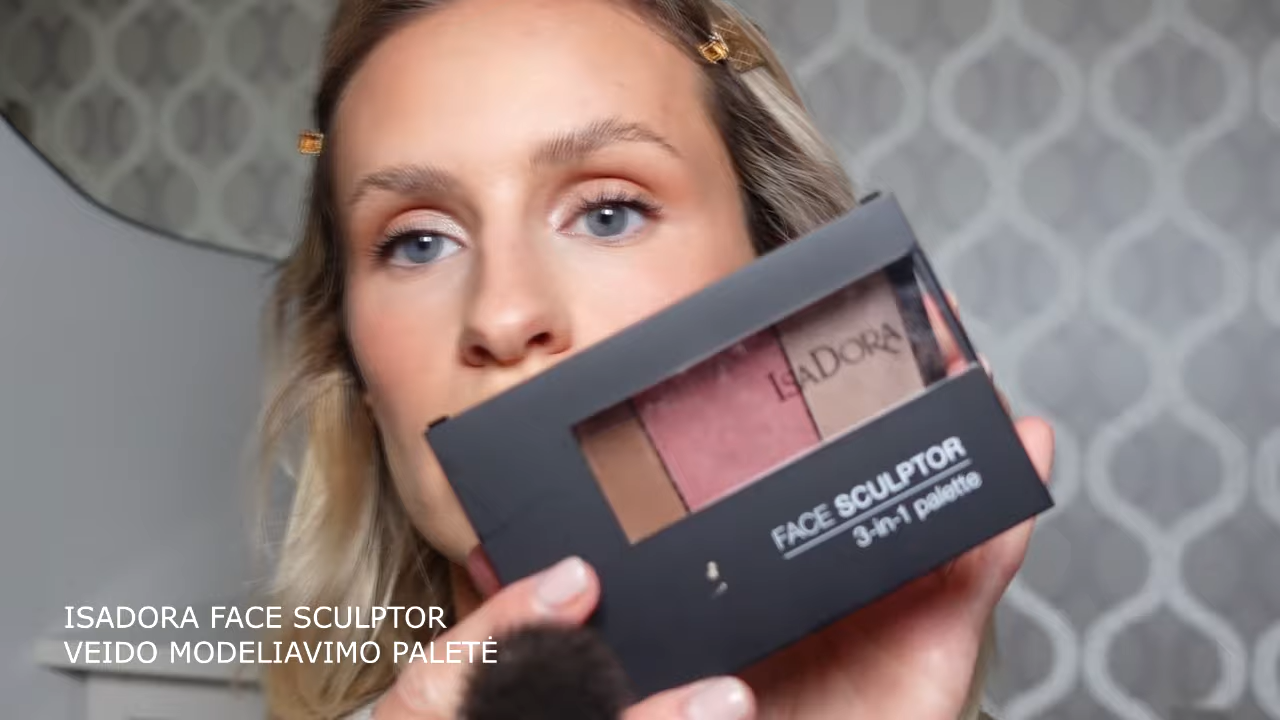 ISADORA
FACE SCULPTOR
3-in-1 palette
ISADORA FACE SCULPTOR
VEIDO MODELIAVIMO PALETĖ